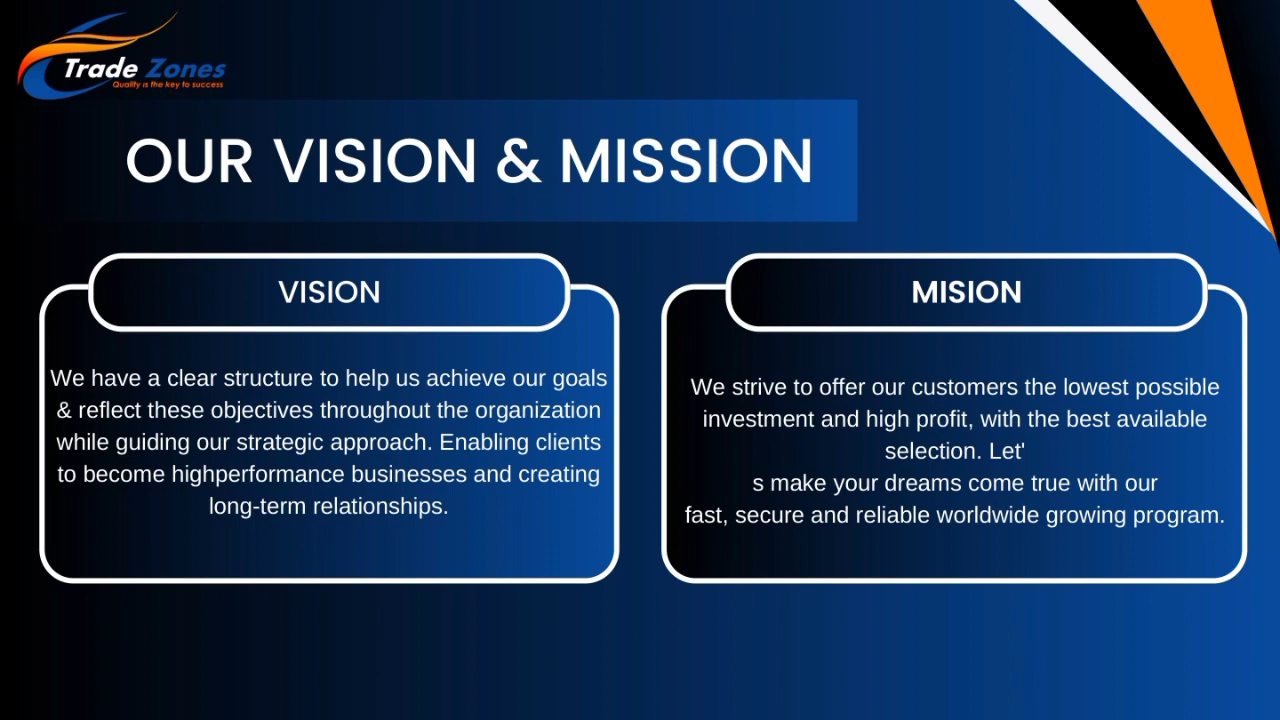 Trade Zones
Quality is the key to success
OUR VISION & MISSION
VISION
We have a clear structure to help us achieve our goals
& reflect these objectives throughout the organization
while guiding our strategic approach. Enabling clients
to become highperformance businesses and creating
long-term relationships.
MISION
We strive to offer our customers the lowest possible
investment and high profit, with the best available
selection. Let'
s make your dreams come true with our
fast, secure and reliable worldwide growing program.